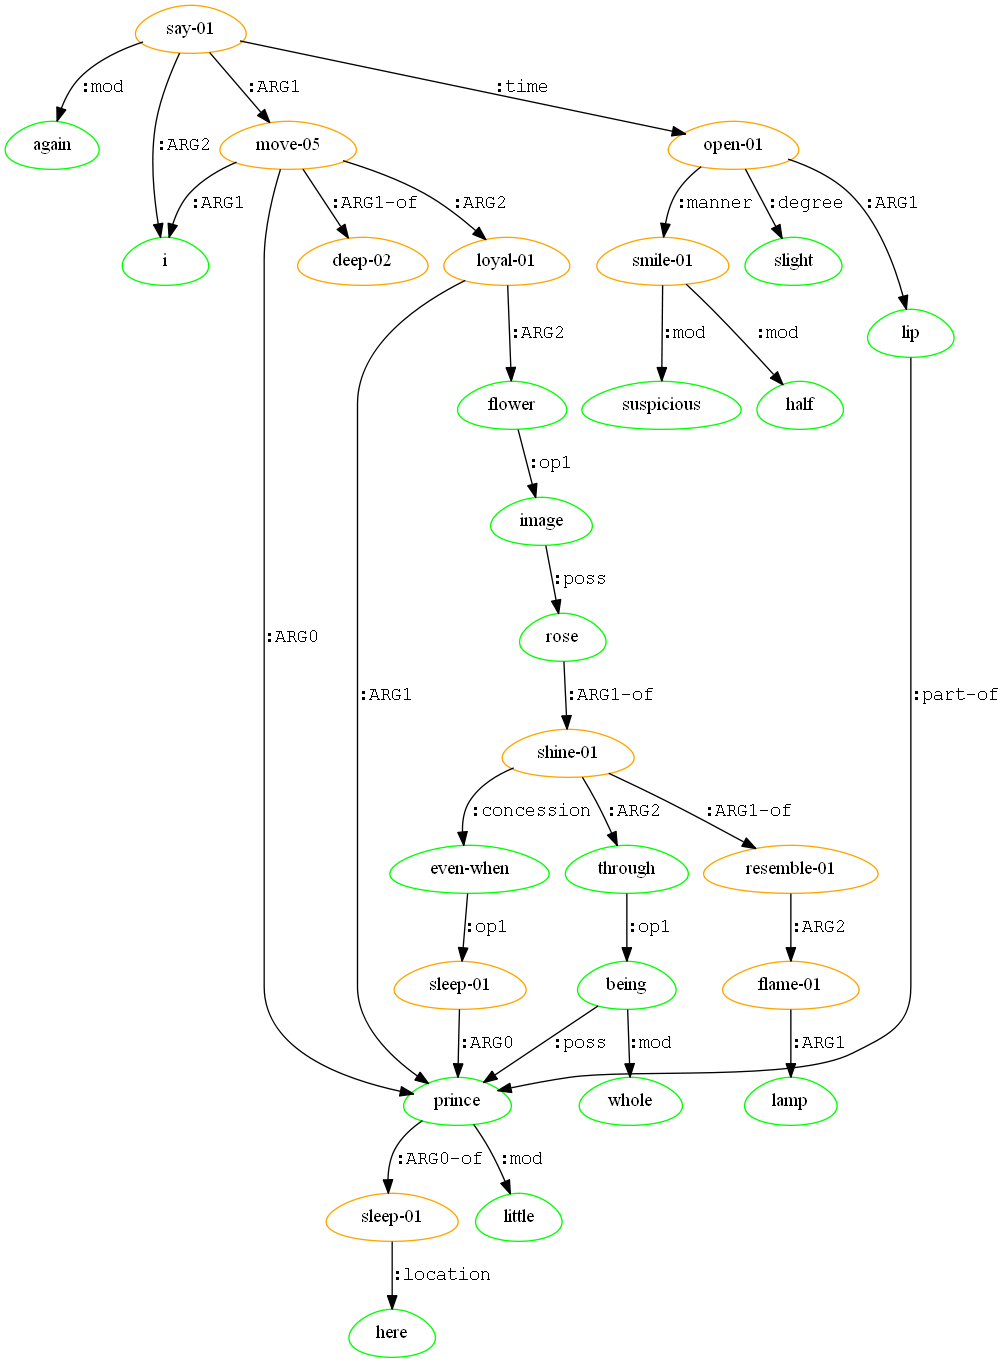 say-01
:mod
:ARG1
:time
:ARG2
again
move-05
open-01
:ARG1
:ARG1-of
:ARG2
:manner
:degree
:ARG1
i
deep-02
loyal-01
smile-01
slight
:ARG2
:mod
:mod
lip
flower
suspicious
half
:op1
image
:poss
rose
:ARG0
:ARG1
:ARG1-of
:part-of
shine-01
:concession
:ARG2
:ARG1-of
even-when
through
resemble-01
:op1
:op1
:ARG2
sleep-01
being
flame-01
:ARG0
:poss
:mod
:ARG1
prince
whole
lamp
:ARG0-of
:mod
sleep-01
little
:location
here